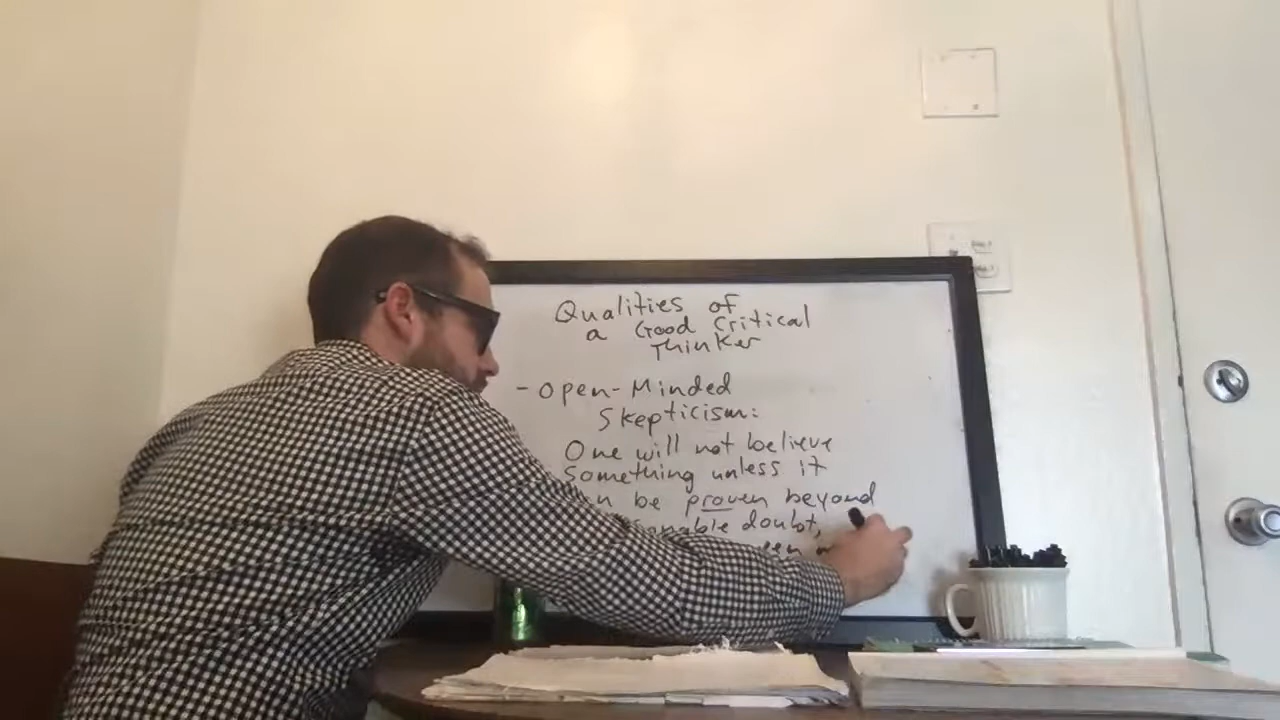 Qualities of
a Good Critical
Thinker
- Open-Minded
Skepticism:
One will not believe
something unless it
be proven beyond
doubt,